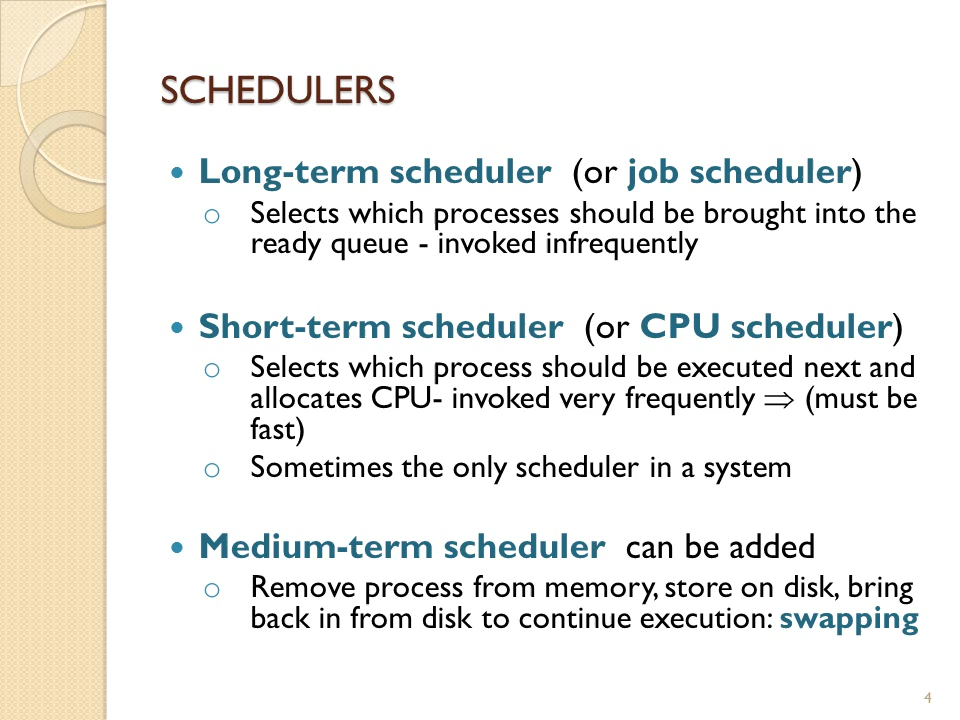 SCHEDULERS
• Long-term scheduler (or job scheduler)
o Selects which processes should be brought into the
ready queue - invoked infrequently
• Short-term scheduler (or CPU scheduler)
o Selects which process should be executed next and
allocates CPU- invoked very frequently ⇒ (must be
fast)
o Sometimes the only scheduler in a system
• Medium-term scheduler can be added
o Remove process from memory, store on disk, bring
back in from disk to continue execution: swapping
4